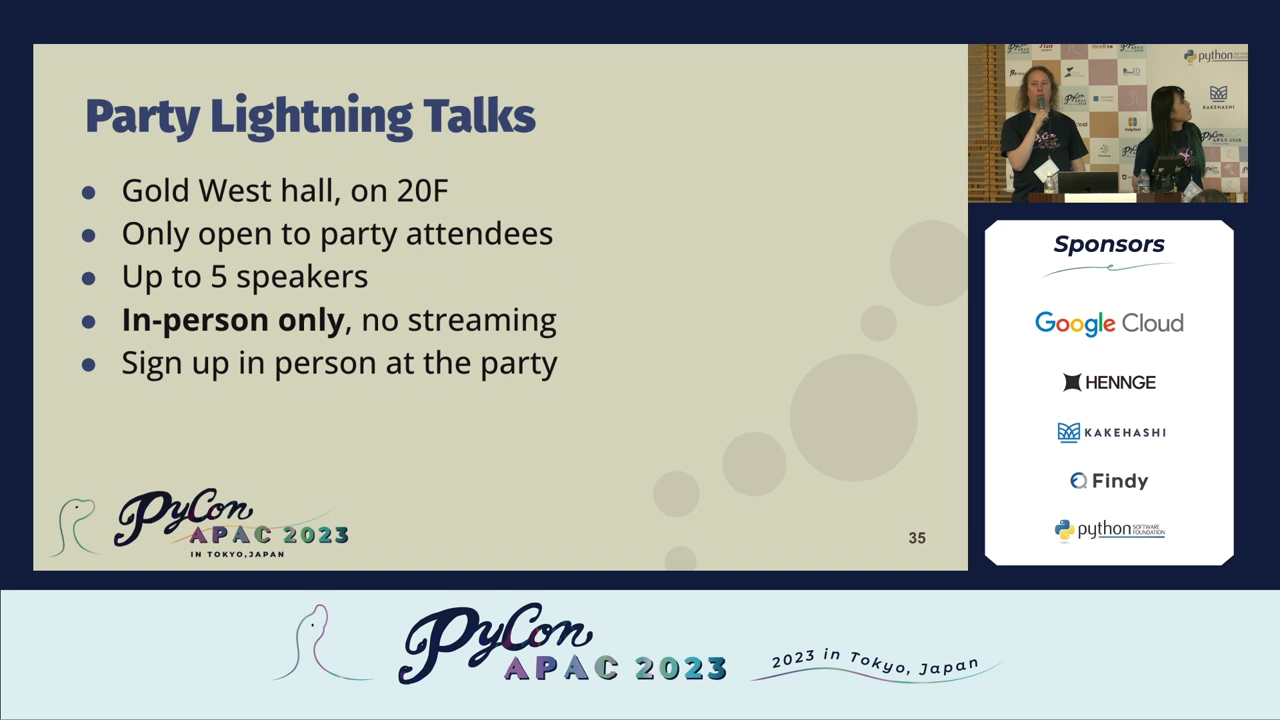 Party Lightning Talks
● Gold West hall, on 20F
● Only open to party attendees
● Up to 5 speakers
● In-person only, no streaming
● Sign up in person at the party
PyCon
APAC 2023
IN TOKYO,JAPAN
35
python
KAKEHASHI
Sponsors
Google Cloud
HENNGE
KAKEHASHI
Findy
python SOFTWARE
FOUNDATION
PyCon
APAC 2023
2023 in Tokyo, Japan